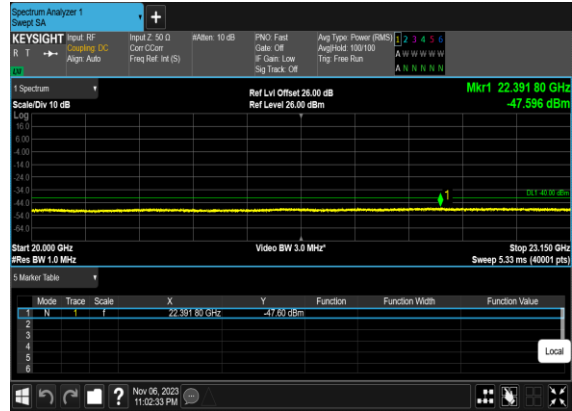 Spectrum Analyzer 1
Swept SA
KEYSIGHT Input: RF Input Z: 50 Ω #Atten: 10 dB PNO: Fast Avg Type: Power (RMS) 1 2 3 4 5 6
R T Coupling: DC Corr CCorr Gate: Off Avg|Hold: 100/100 A W W W W W
Align: Auto Freq Ref: Int (S) IF Gain: Low Trig: Free Run
Sig Track: Off A N N N N N
1 Spectrum Ref Lvl Offset 26.00 dB Mkr1 22.391 80 GHz
Scale/Div 10 dB Ref Level 26.00 dBm -47.596 dBm
Log
16.0
6.00
-4.00
-14.0
-24.0
-34.0 1 DL1 -40.00 dBm
-44.0
-54.0
-64.0
Start 20.000 GHz Video BW 3.0 MHz* Stop 23.150 GHz
#Res BW 1.0 MHz Sweep 5.33 ms (40001 pts)
5 Marker Table
Mode Trace Scale X Y Function Function Width Function Value
1 N 1 f 22.391 80 GHz -47.60 dBm
2
3
4
5
6
Local
? Nov 06, 2023
11:02:33 PM